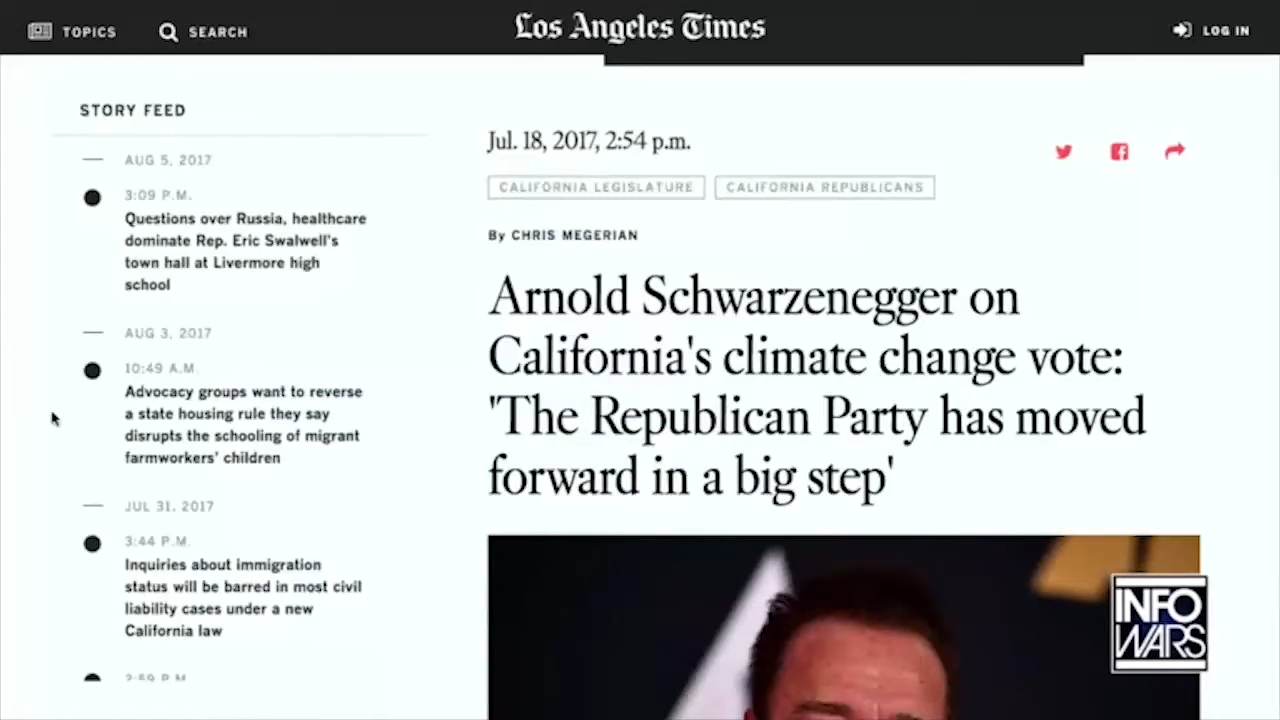 TOPICS
SEARCH
Los Angeles Times
LOG IN
STORY FEED
AUG 5, 2017
3:09 P.M.
Questions over Russia, healthcare
dominate Rep. Eric Swalwell's
town hall at Livermore high
school
AUG 3, 2017
10:49 A.M.
Advocacy groups want to reverse
a state housing rule they say
disrupts the schooling of migrant
farmworkers' children
JUL 31, 2017
3:44 P.M.
Inquiries about immigration
status will be barred in most civil
liability cases under a new
California law
2:59 P.M.
Jul. 18, 2017, 2:54 p.m.
CALIFORNIA LEGISLATURE
CALIFORNIA REPUBLICANS
By CHRIS MEGERIAN
Arnold Schwarzenegger on
California's climate change vote:
'The Republican Party has moved
forward in a big step'
INFO
WARS